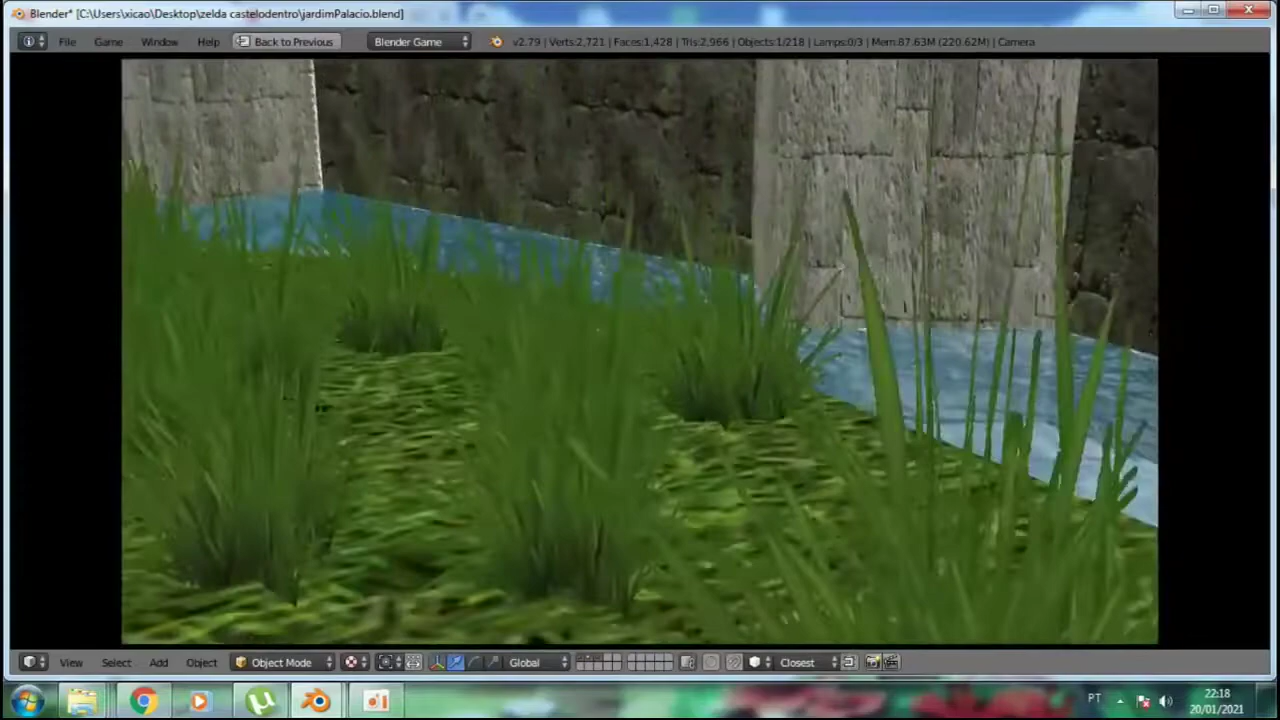 Blender* [C:\Users\xicao\Desktop\zelda castelodentro\jardimPalacio.blend]
File Game Window Help Back to Previous Blender Game v2.79 | Verts:2,721 | Faces:1,428 | Tris:2,966 | Objects:1/218 | Lamps:0/3 | Mem:87.63M (220.62M) | Camera
View Select Add Object Object Mode Global Closest
PT 22:18
20/01/2021